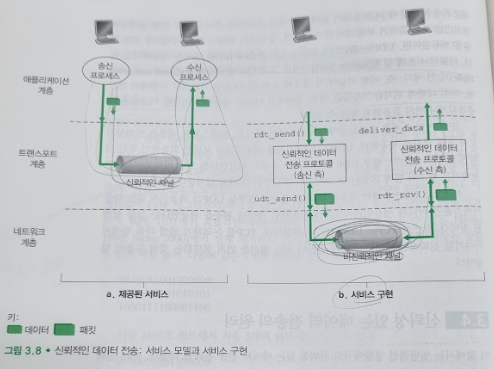 송신
프로세스
수신
프로세스
애플리케이션
계층
rdt_send()
deliver_data
트랜스포트
계층
신뢰적인 채널
신뢰적인 데이터
전송 프로토콜
(송신 측)
신뢰적인 데이터
전송 프로토콜
(수신 측)
udt_send()
rdt_rcv()
네트워크
계층
비신뢰적인 채널
a. 제공된 서비스
b. 서비스 구현
키:
데이터
패킷
그림 3.8 • 신뢰적인 데이터 전송: 서비스 모델과 서비스 구현